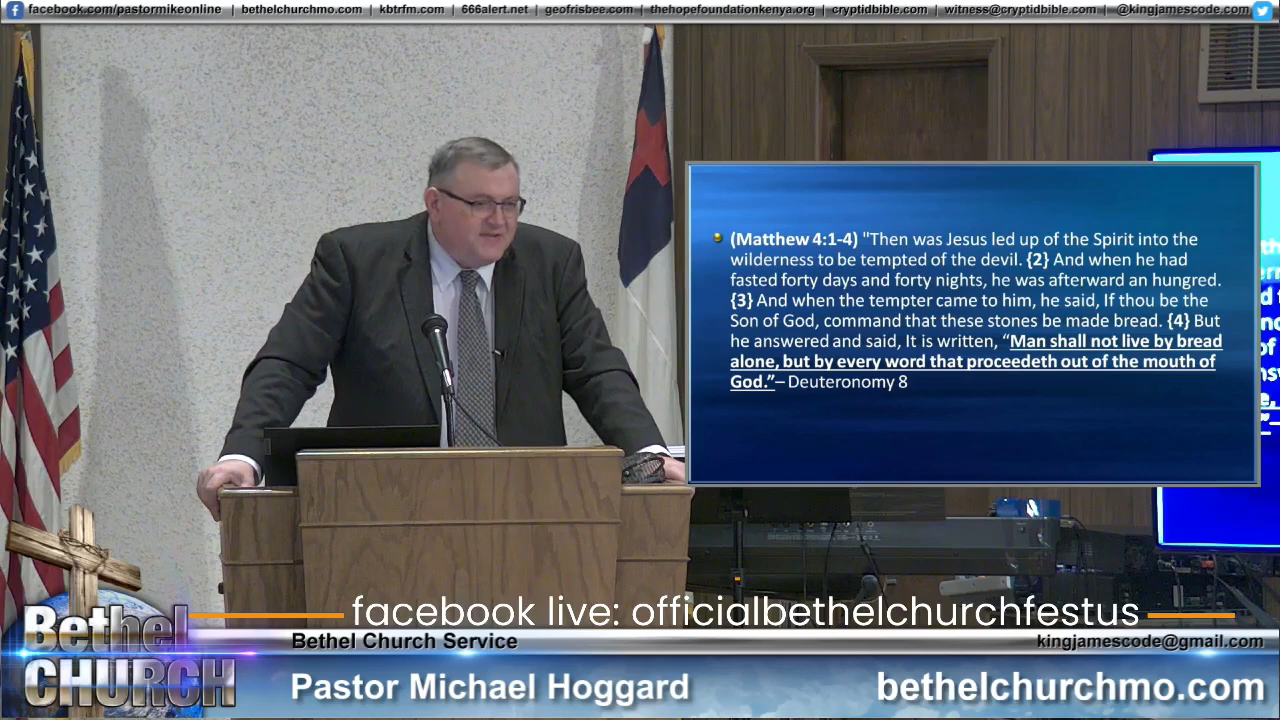 facebook.com/pastormikeonline | bethelchurchmo.com | kbtrfm.com | 666alert.net | geofrisbee.com | thehopefoundationkenya.org | cryptidbible.com | witness@cryptidbible.com | @kingjamescode.com
(Matthew 4:1-4) "Then was Jesus led up of the Spirit into the
wilderness to be tempted of the devil. {2} And when he had
fasted forty days and forty nights, he was afterward an hungred.
{3} And when the tempter came to him, he said, If thou be the
Son of God, command that these stones be made bread. {4} But
he answered and said, It is written, “Man shall not live by bread
alone, but by every word that proceedeth out of the mouth of
God.”– Deuteronomy 8
facebook live: officialbethelchurchfestus
Bethel Church Service
kingjamescode@gmail.com
Bethel
CHURCH
Pastor Michael Hoggard
bethelchurchmo.com